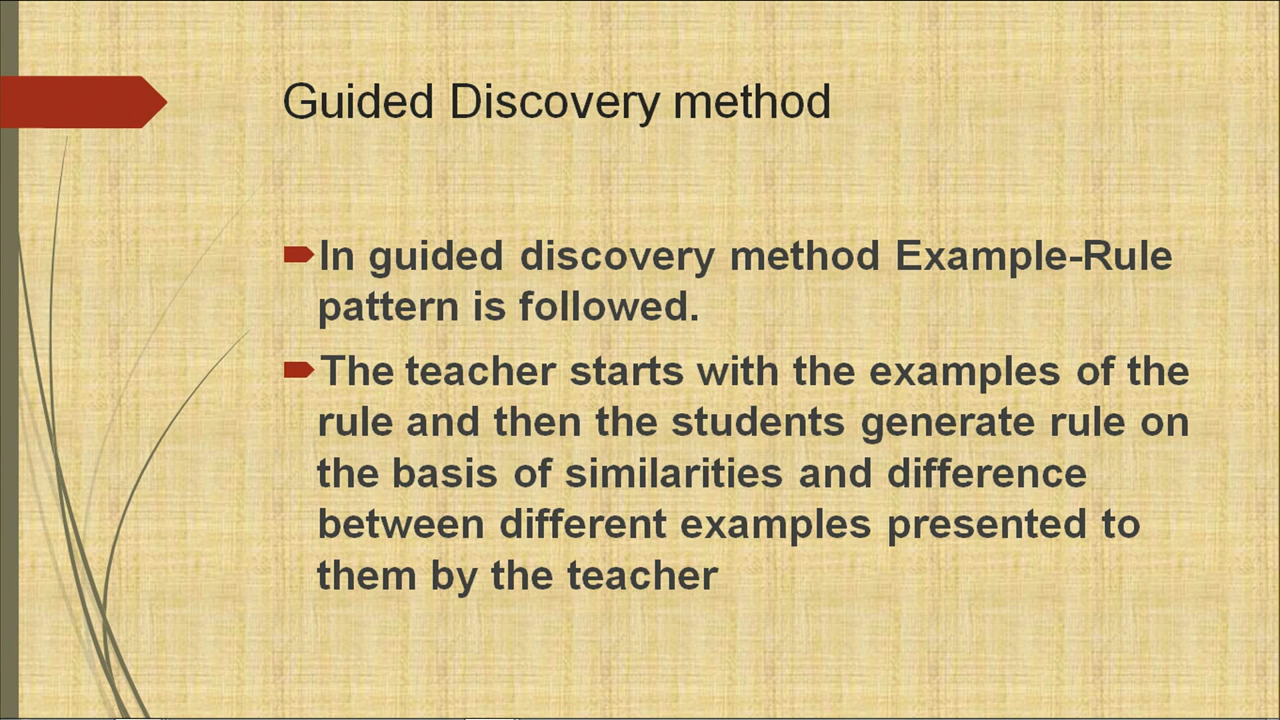 Guided Discovery method
In guided discovery method Example-Rule
pattern is followed.
The teacher starts with the examples of the
rule and then the students generate rule on
the basis of similarities and difference
between different examples presented to
them by the teacher